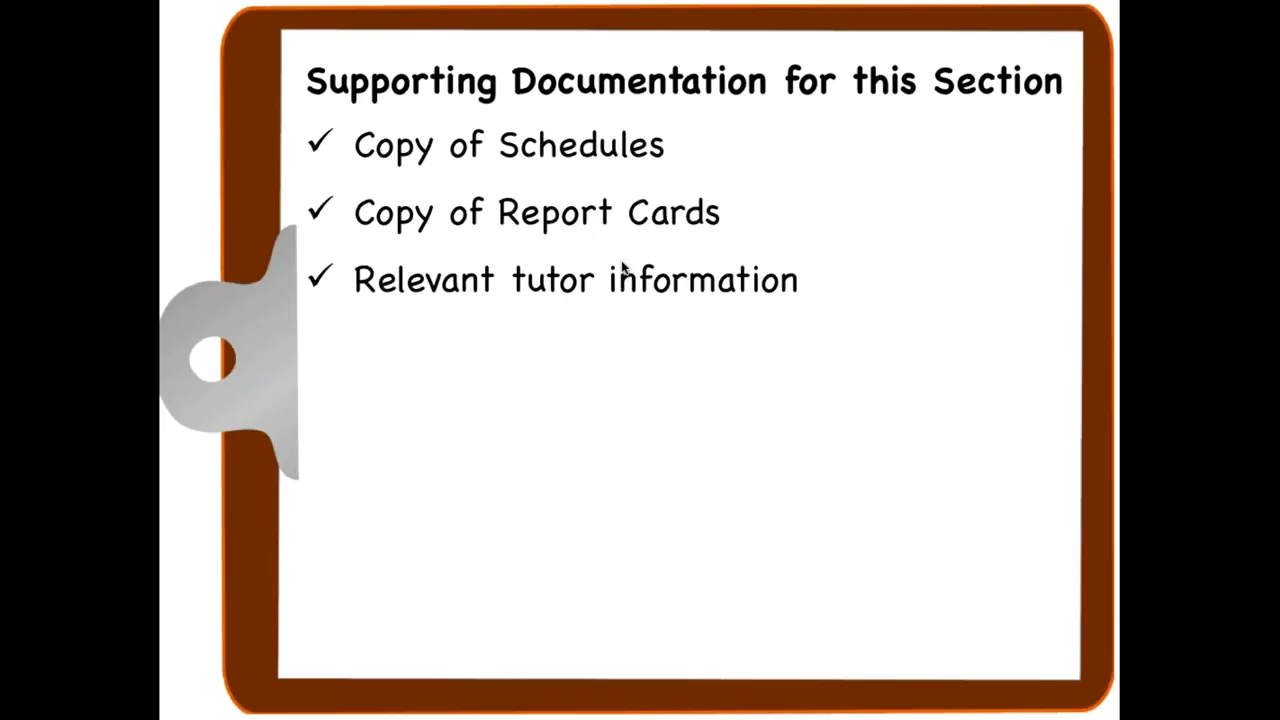 Supporting Documentation for this Section
✓ Copy of Schedules
✓ Copy of Report Cards
✓ Relevant tutor information